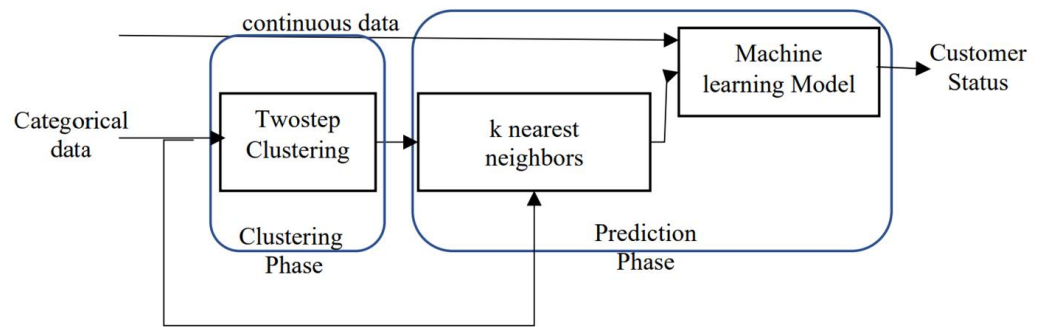 continuous data
Machine
learning Model
Customer
Status
Categorical
data
Twostep
Clustering
k nearest
neighbors
Clustering
Phase
Prediction
Phase